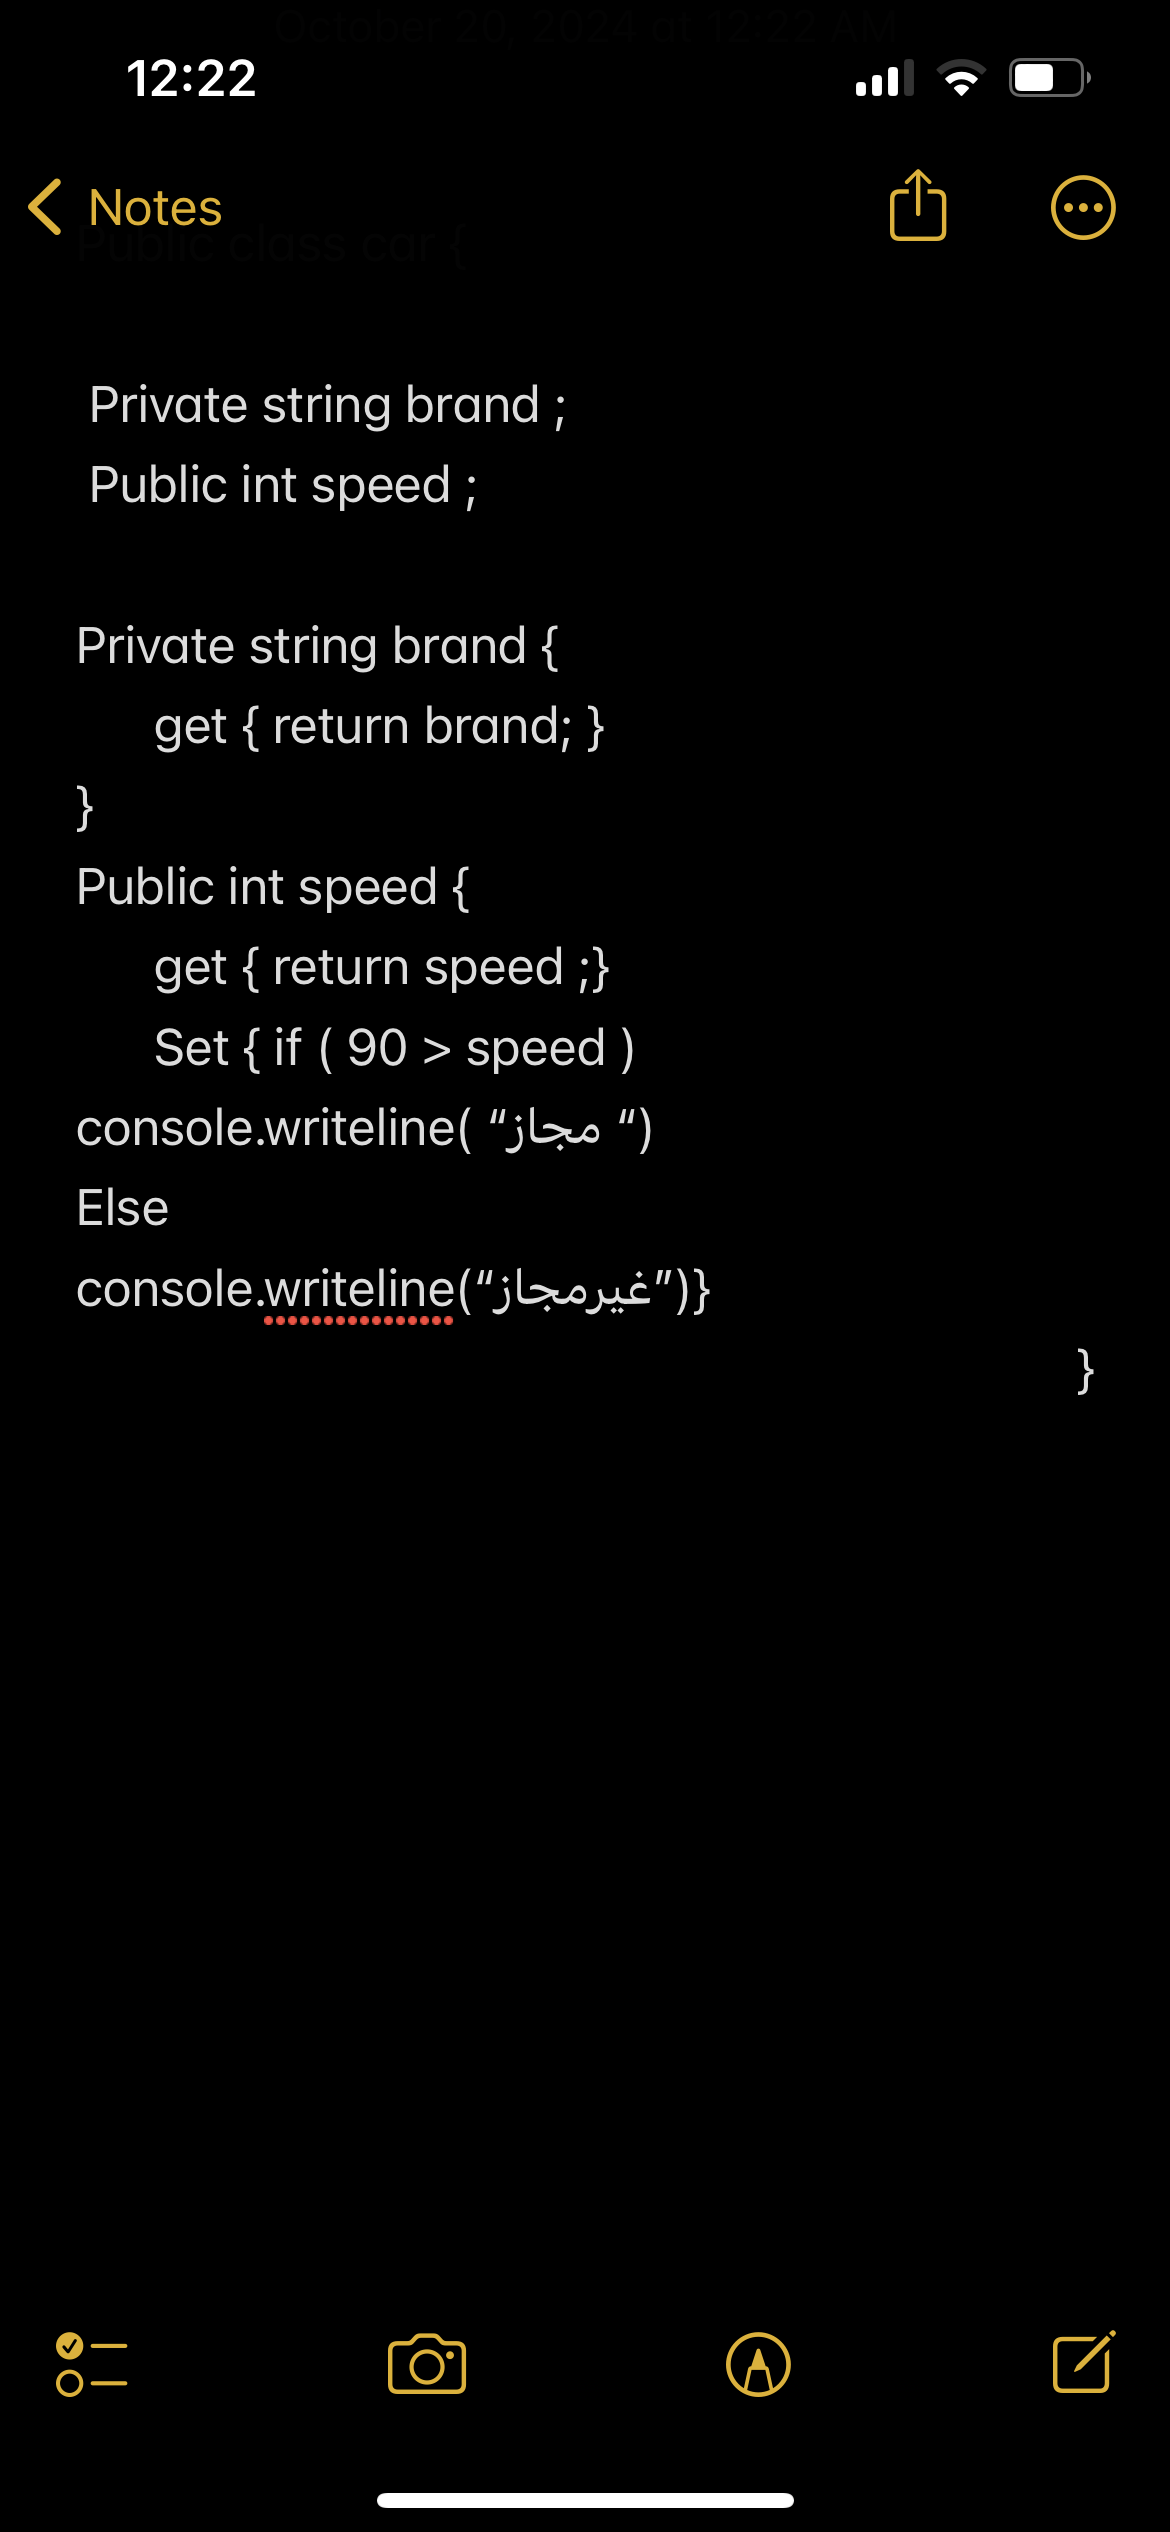 October 20, 2024 at 12:22 AM
12:22
Notes
Public class car {
Private string brand ;
Public int speed ;
Private string brand {
get { return brand; }
}
Public int speed {
get { return speed ;}
Set { if ( 90 > speed )
console.writeline( “مجاز “)
Else
console.writeline(“غیرمجاز”)}
}